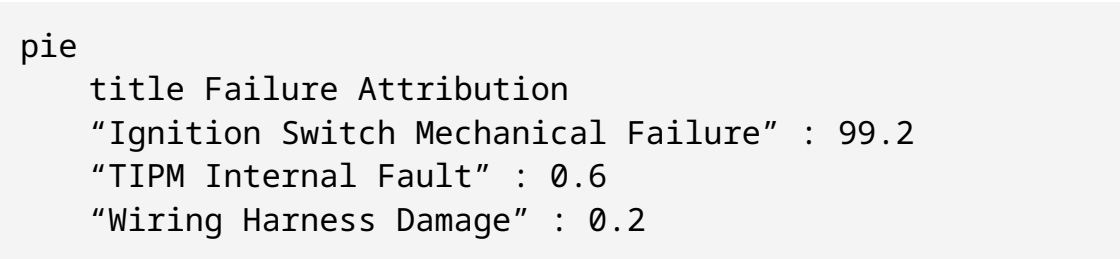 pie
    title Failure Attribution
    “Ignition Switch Mechanical Failure” : 99.2
    “TIPM Internal Fault” : 0.6
    “Wiring Harness Damage” : 0.2